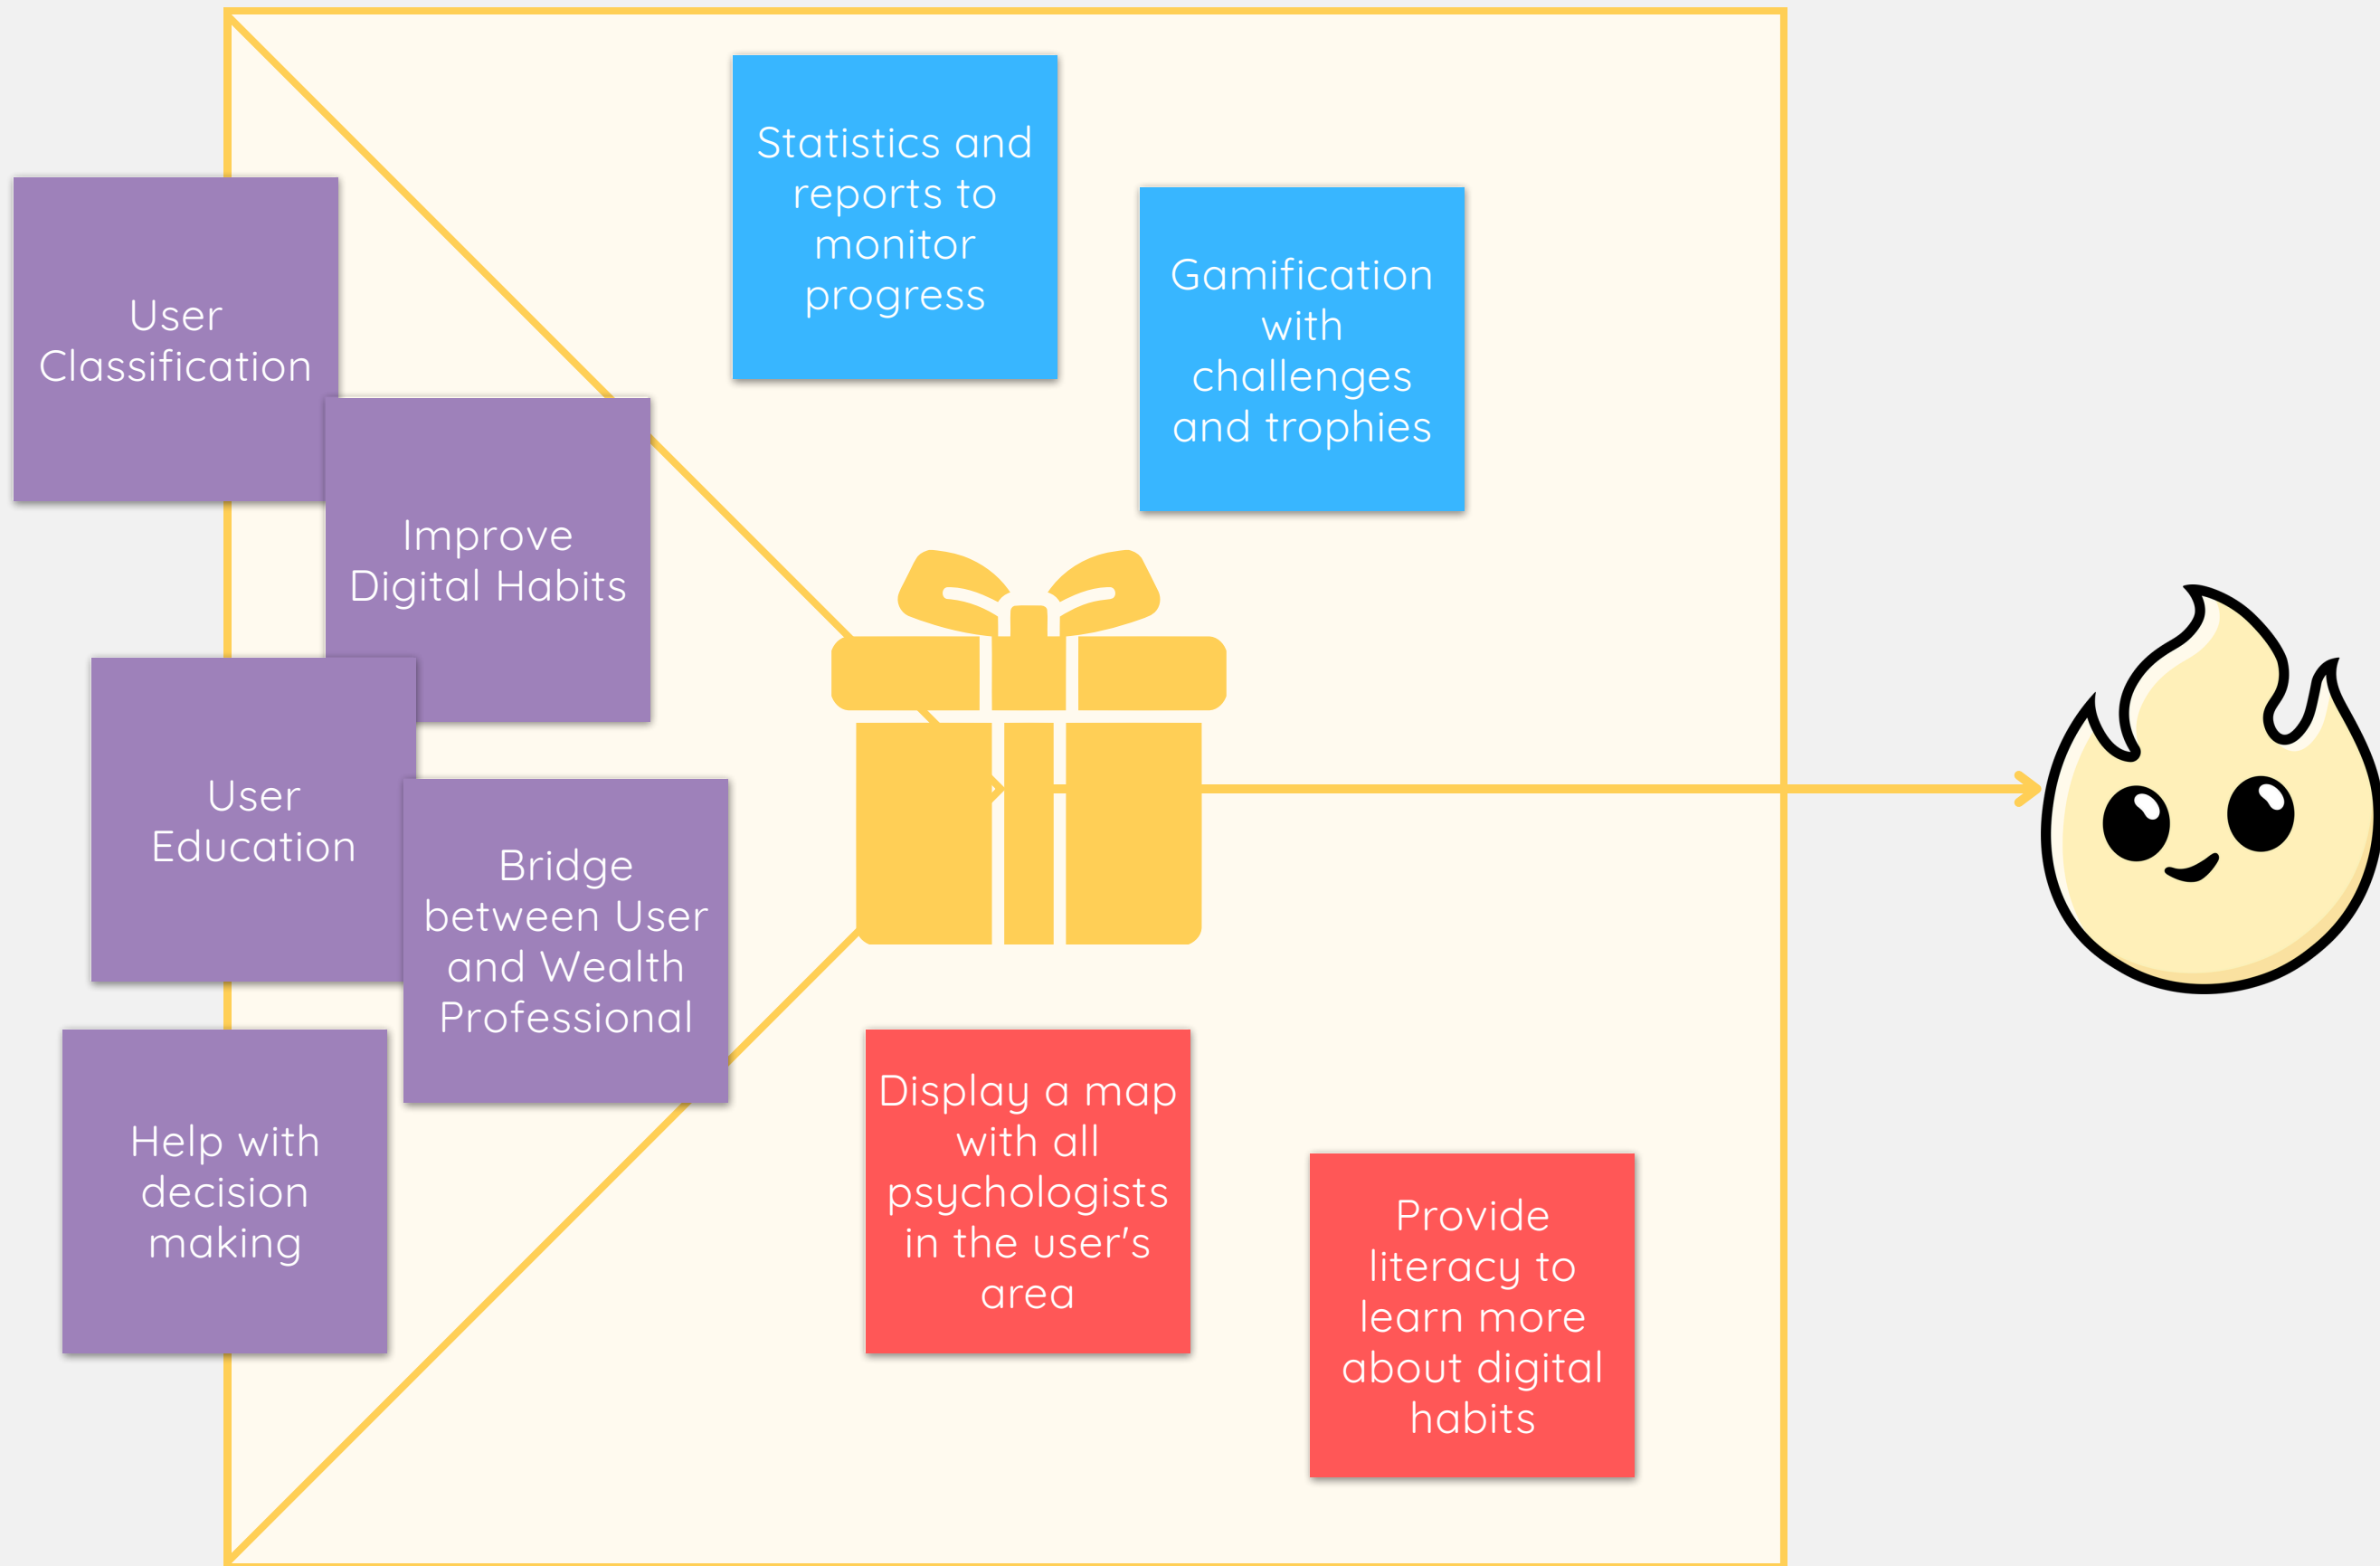 Statistics and
reports to
monitor
progress
Gamification
with
challenges
and trophies
User
Classification
Improve
Digital Habits
User
Education
Bridge
between User
and Wealth
Professional
Help with
decision
making
Display a map
with all
psychologists
in the user's
area
Provide
literacy to
learn more
about digital
habits